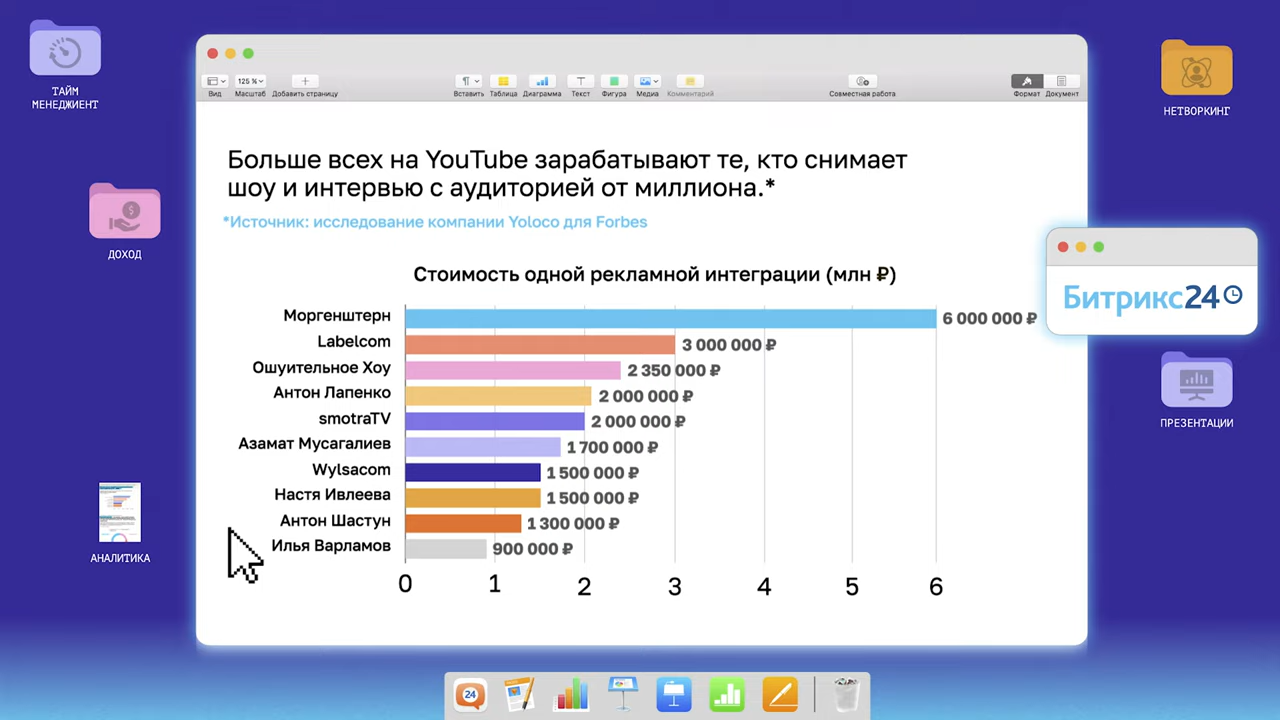 ТАЙМ
МЕНЕДЖМЕНТ
ДОХОД
АНАЛИТИКА
125 %
Вид
Масштаб
Добавить страницу
Вставить
Таблица
Диаграмма
Текст
Фигура
Медиа
Комментарий
Совместная работа
Формат
Документ
Больше всех на YouTube зарабатывают те, кто снимает
шоу и интервью с аудиторией от миллиона.*
*Источник: исследование компании Yoloco для Forbes
Стоимость одной рекламной интеграции (млн ₽)
Моргенштерн 6 000 000 ₽
Labelcom 3 000 000 ₽
Ошуительное Хоу 2 350 000 ₽
Антон Лапенко 2 000 000 ₽
smotraTV 2 000 000 ₽
Азамат Мусагалиев 1 700 000 ₽
Wylsacom 1 500 000 ₽
Настя Ивлеева 1 500 000 ₽
Антон Шастун 1 300 000 ₽
Илья Варламов 900 000 ₽
0 1 2 3 4 5 6
НЕТВОРКИНГ
Битрикс24
ПРЕЗЕНТАЦИИ
24